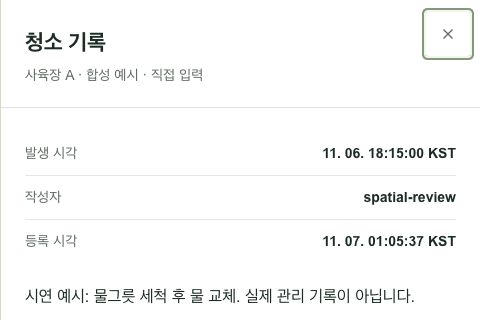 청소 기록
사육장 A · 합성 예시 · 직접 입력
발생 시각 11. 06. 18:15:00 KST
작성자 spatial-review
등록 시각 11. 07. 01:05:37 KST
시연 예시: 물그릇 세척 후 물 교체. 실제 관리 기록이 아닙니다.